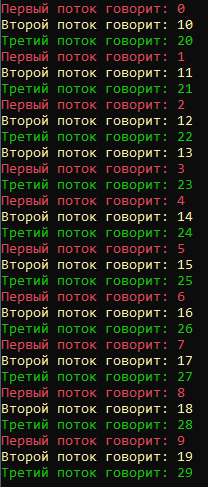 Первый поток говорит: 0
Второй поток говорит: 10
Третий поток говорит: 20
Первый поток говорит: 1
Второй поток говорит: 11
Третий поток говорит: 21
Первый поток говорит: 2
Второй поток говорит: 12
Третий поток говорит: 22
Второй поток говорит: 13
Первый поток говорит: 3
Третий поток говорит: 23
Первый поток говорит: 4
Второй поток говорит: 14
Третий поток говорит: 24
Первый поток говорит: 5
Второй поток говорит: 15
Третий поток говорит: 25
Первый поток говорит: 6
Второй поток говорит: 16
Третий поток говорит: 26
Первый поток говорит: 7
Второй поток говорит: 17
Третий поток говорит: 27
Первый поток говорит: 8
Второй поток говорит: 18
Третий поток говорит: 28
Первый поток говорит: 9
Второй поток говорит: 19
Третий поток говорит: 29